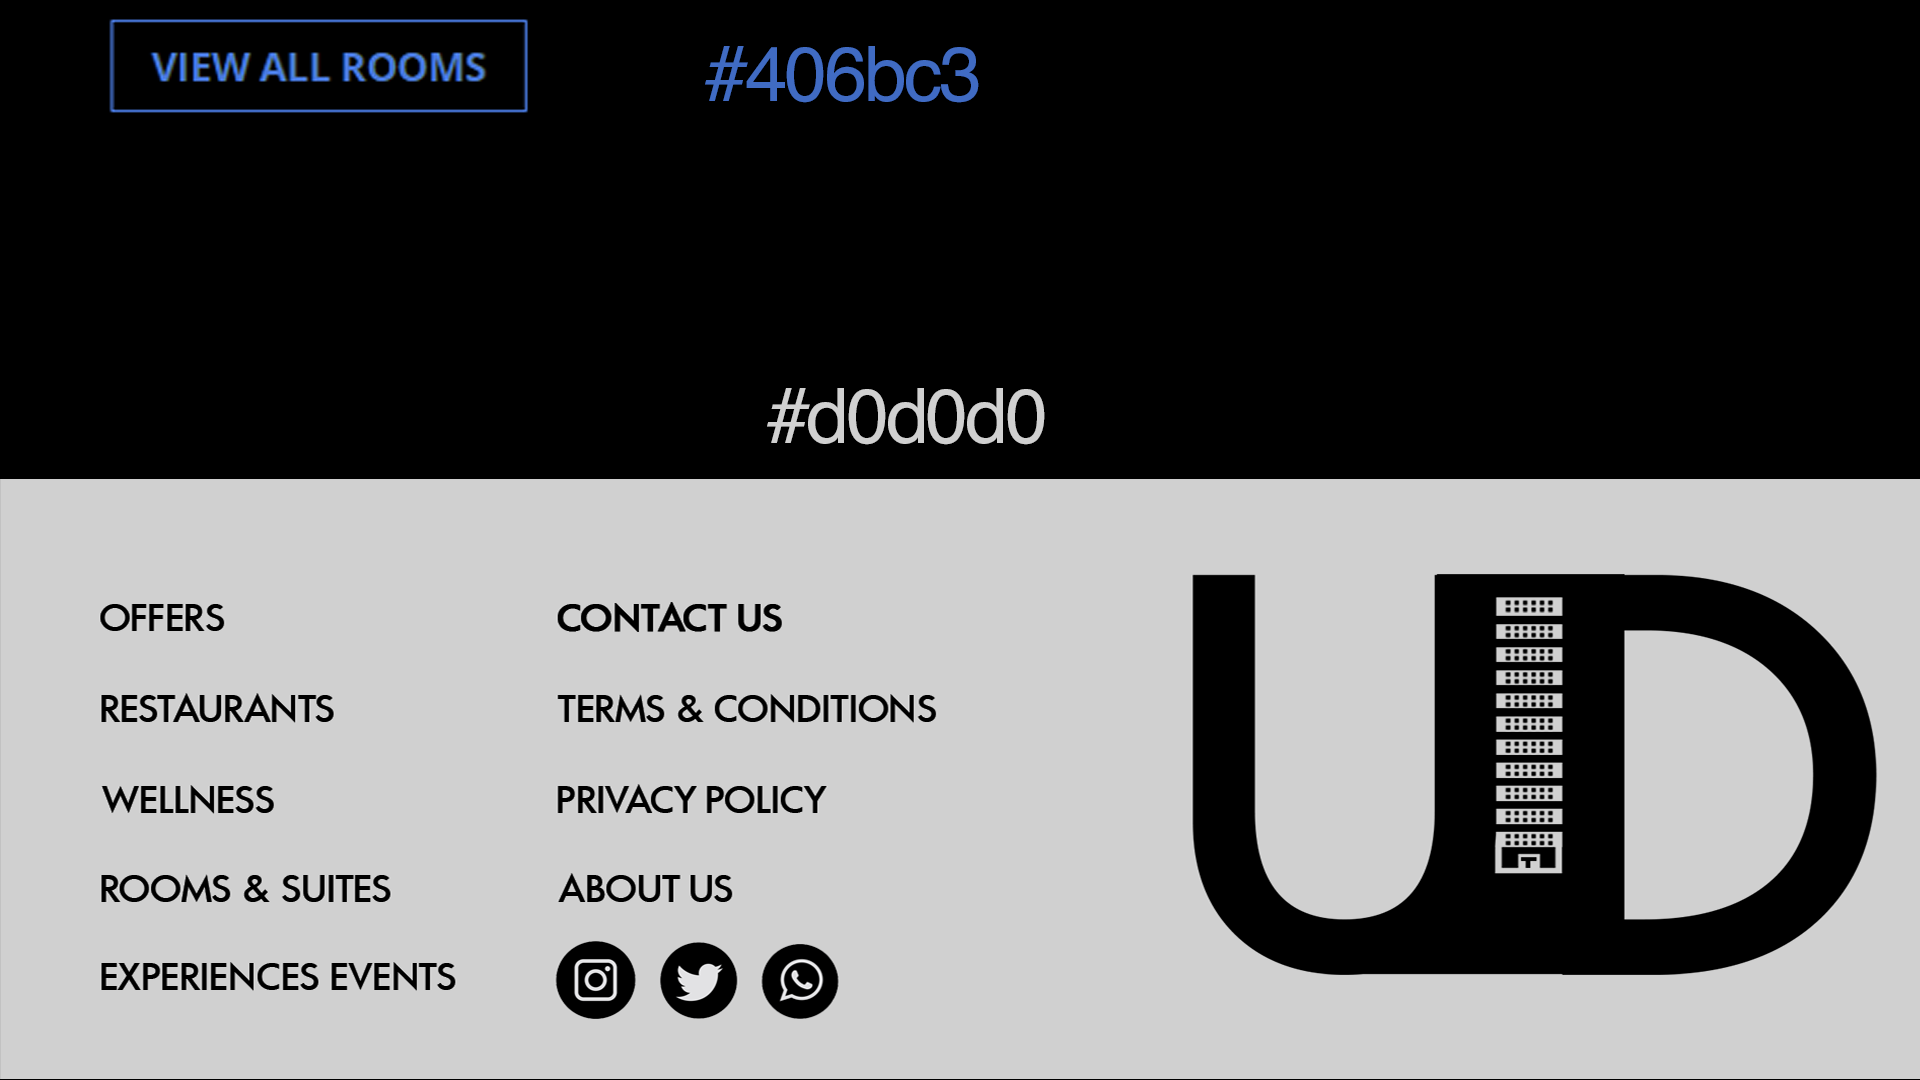 VIEW ALL ROOMS
#406bc3
#d0d0d0
OFFERS
RESTAURANTS
WELLNESS
ROOMS & SUITES
EXPERIENCES EVENTS
CONTACT US
TERMS & CONDITIONS
PRIVACY POLICY
ABOUT US
UD